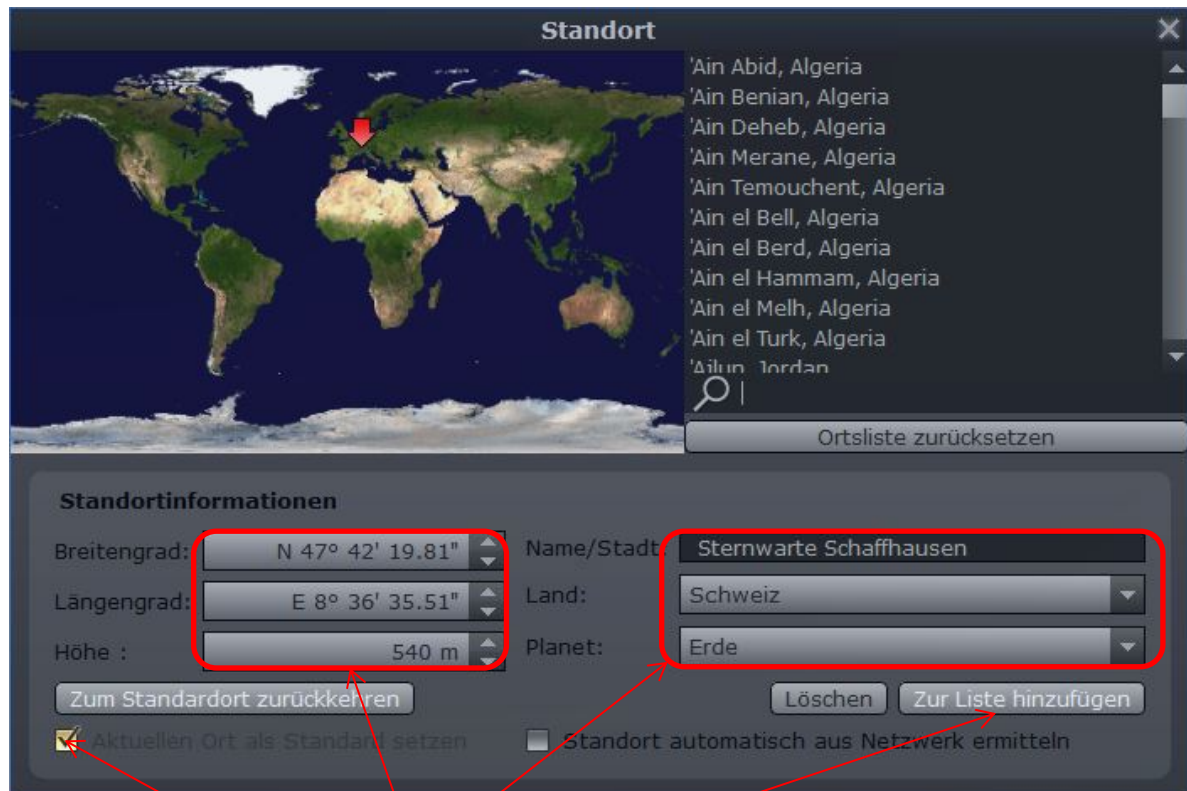 Standort
'Ain Abid, Algeria
'Ain Benian, Algeria
'Ain Deheb, Algeria
'Ain Merane, Algeria
'Ain Temouchent, Algeria
'Ain el Bell, Algeria
'Ain el Berd, Algeria
'Ain el Hammam, Algeria
'Ain el Melh, Algeria
'Ain el Turk, Algeria
'Ajlun, Jordan
Ortsliste zurücksetzen
Standortinformationen
Breitengrad: N 47° 42' 19.81"
Längengrad: E 8° 36' 35.51"
Höhe : 540 m
Name/Stadt: Sternwarte Schaffhausen
Land: Schweiz
Planet: Erde
Zum Standardort zurückkehren
Löschen
Zur Liste hinzufügen
Aktuellen Ort als Standard setzen
Standort automatisch aus Netzwerk ermitteln